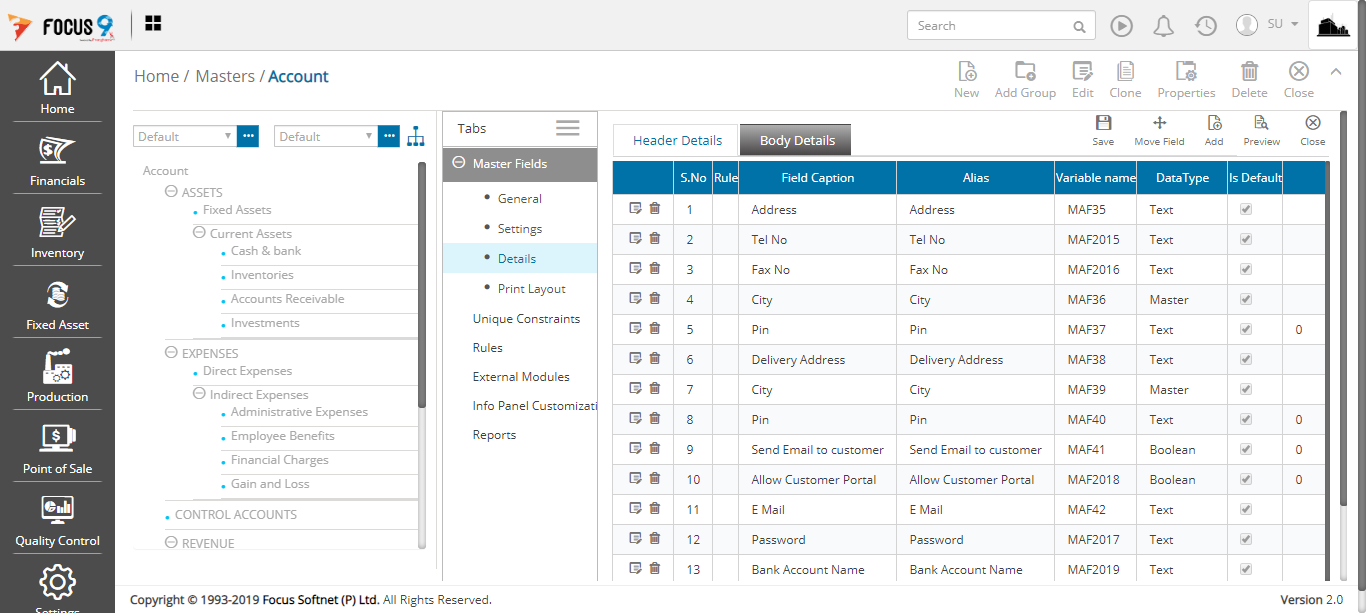 FOCUS 9
Search
SU
Home
Financials
Inventory
Fixed Asset
Production
Point of Sale
Quality Control
Settings
Home / Masters / Account
New Add Group Edit Clone Properties Delete Close
Default ... Default ...
Account
ASSETS
Fixed Assets
Current Assets
Cash & bank
Inventories
Accounts Receivable
Investments
EXPENSES
Direct Expenses
Indirect Expenses
Administrative Expenses
Employee Benefits
Financial Charges
Gain and Loss
CONTROL ACCOUNTS
REVENUE
Tabs
Master Fields
General
Settings
Details
Print Layout
Unique Constraints
Rules
External Modules
Info Panel Customizati
Reports
Header Details Body Details
Save Move Field Add Preview Close
S.No Rule Field Caption Alias Variable name DataType Is Default
1 Address Address MAF35 Text
2 Tel No Tel No MAF2015 Text
3 Fax No Fax No MAF2016 Text
4 City City MAF36 Master
5 Pin Pin MAF37 Text 0
6 Delivery Address Delivery Address MAF38 Text
7 City City MAF39 Master
8 Pin Pin MAF40 Text 0
9 Send Email to customer Send Email to customer MAF41 Boolean 0
10 Allow Customer Portal Allow Customer Portal MAF2018 Boolean 0
11 E Mail E Mail MAF42 Text
12 Password Password MAF2017 Text
13 Bank Account Name Bank Account Name MAF2019 Text
Copyright © 1993-2019 Focus Softnet (P) Ltd. All Rights Reserved. Version 2.0